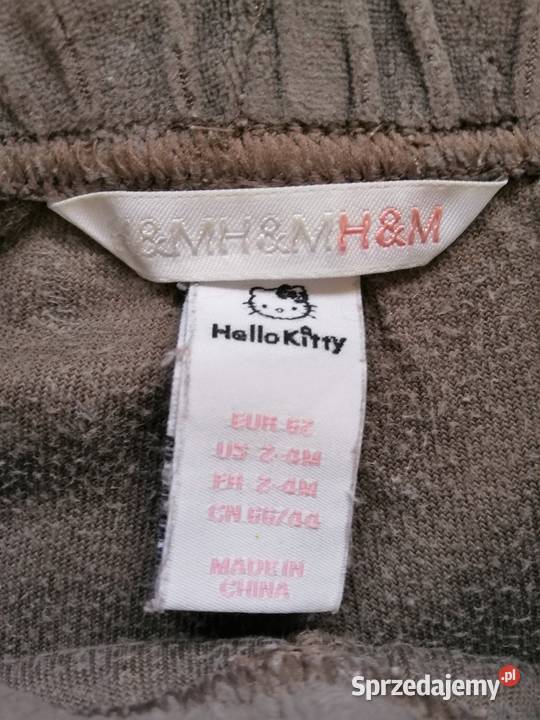 H&MH&MH&M
Hello Kitty
EUR 62
US 2-4M
FR 2-4M
CN 66/44
MADE IN
CHINA
Sprzedajemy.pl